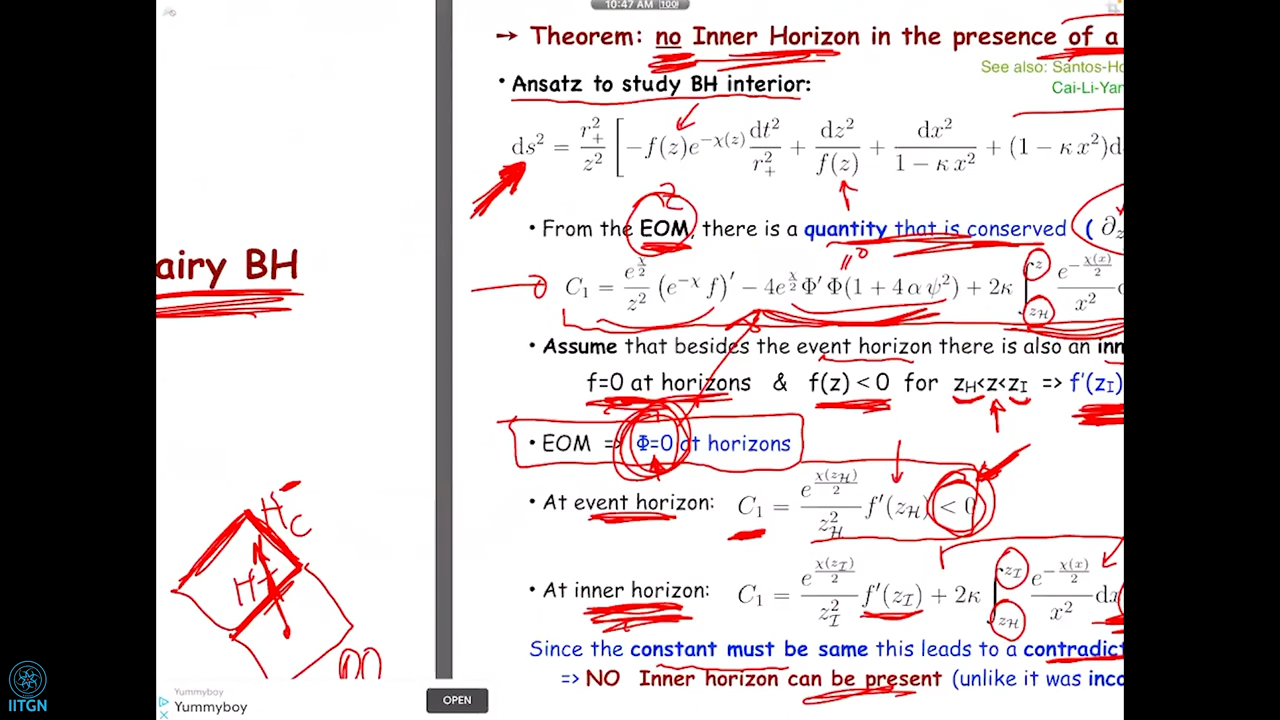 10:47 AM 100%
→ Theorem: no Inner Horizon in the presence of a
See also: Santos-Ho
Cai-Li-Yan
• Ansatz to study BH interior:
ds² = r₊²/z² [ −f(z)e^{−χ(z)} dt²/r₊² + dz²/f(z) + dx²/(1 − κ x²) + (1 − κ x²)d
• From the EOM, there is a quantity that is conserved ( ∂_z
C₁ = e^{χ/2}/z² (e^{−χ} f)′ − 4e^{χ/2} Φ′ Φ(1 + 4 α ψ²) + 2κ ∫_{z_H}^{z} e^{−χ(x)/2}/x²
airy BH
• Assume that besides the event horizon there is also an inn
f=0 at horizons & f(z) < 0 for z_H<z<z_I => f′(z_I)
• EOM => Φ=0 at horizons
• At event horizon: C₁ = e^{χ(z_H)/2}/z_H² f′(z_H) < 0
• At inner horizon: C₁ = e^{χ(z_I)/2}/z_I² f′(z_I) + 2κ ∫_{z_H}^{z_I} e^{−χ(x)/2}/x² dx
Since the constant must be same this leads to a contradict
=> NO Inner horizon can be present (unlike it was inco
Yummyboy
Yummyboy
OPEN
IITGN